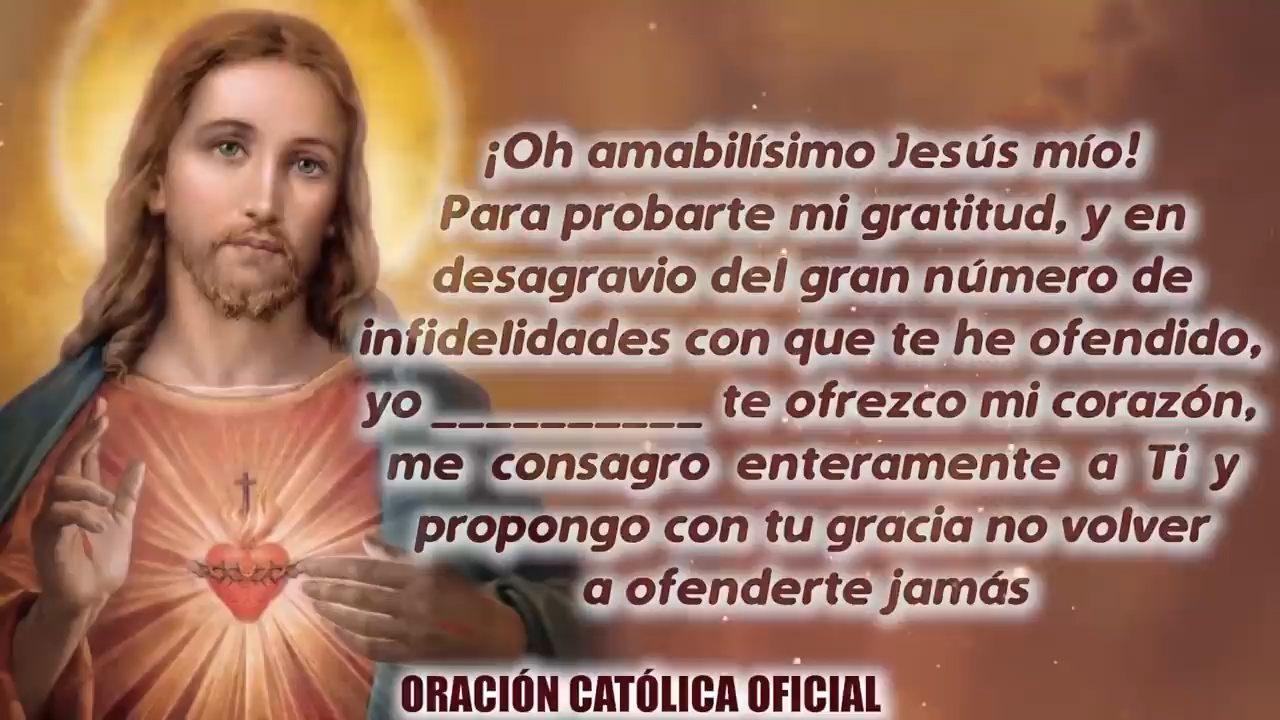 ¡Oh amabilísimo Jesús mío!
Para probarte mi gratitud, y en
desagravio del gran número de
infidelidades con que te he ofendido,
yo __________ te ofrezco mi corazón,
me consagro enteramente a Ti y
propongo con tu gracia no volver
a ofenderte jamás
ORACIÓN CATÓLICA OFICIAL